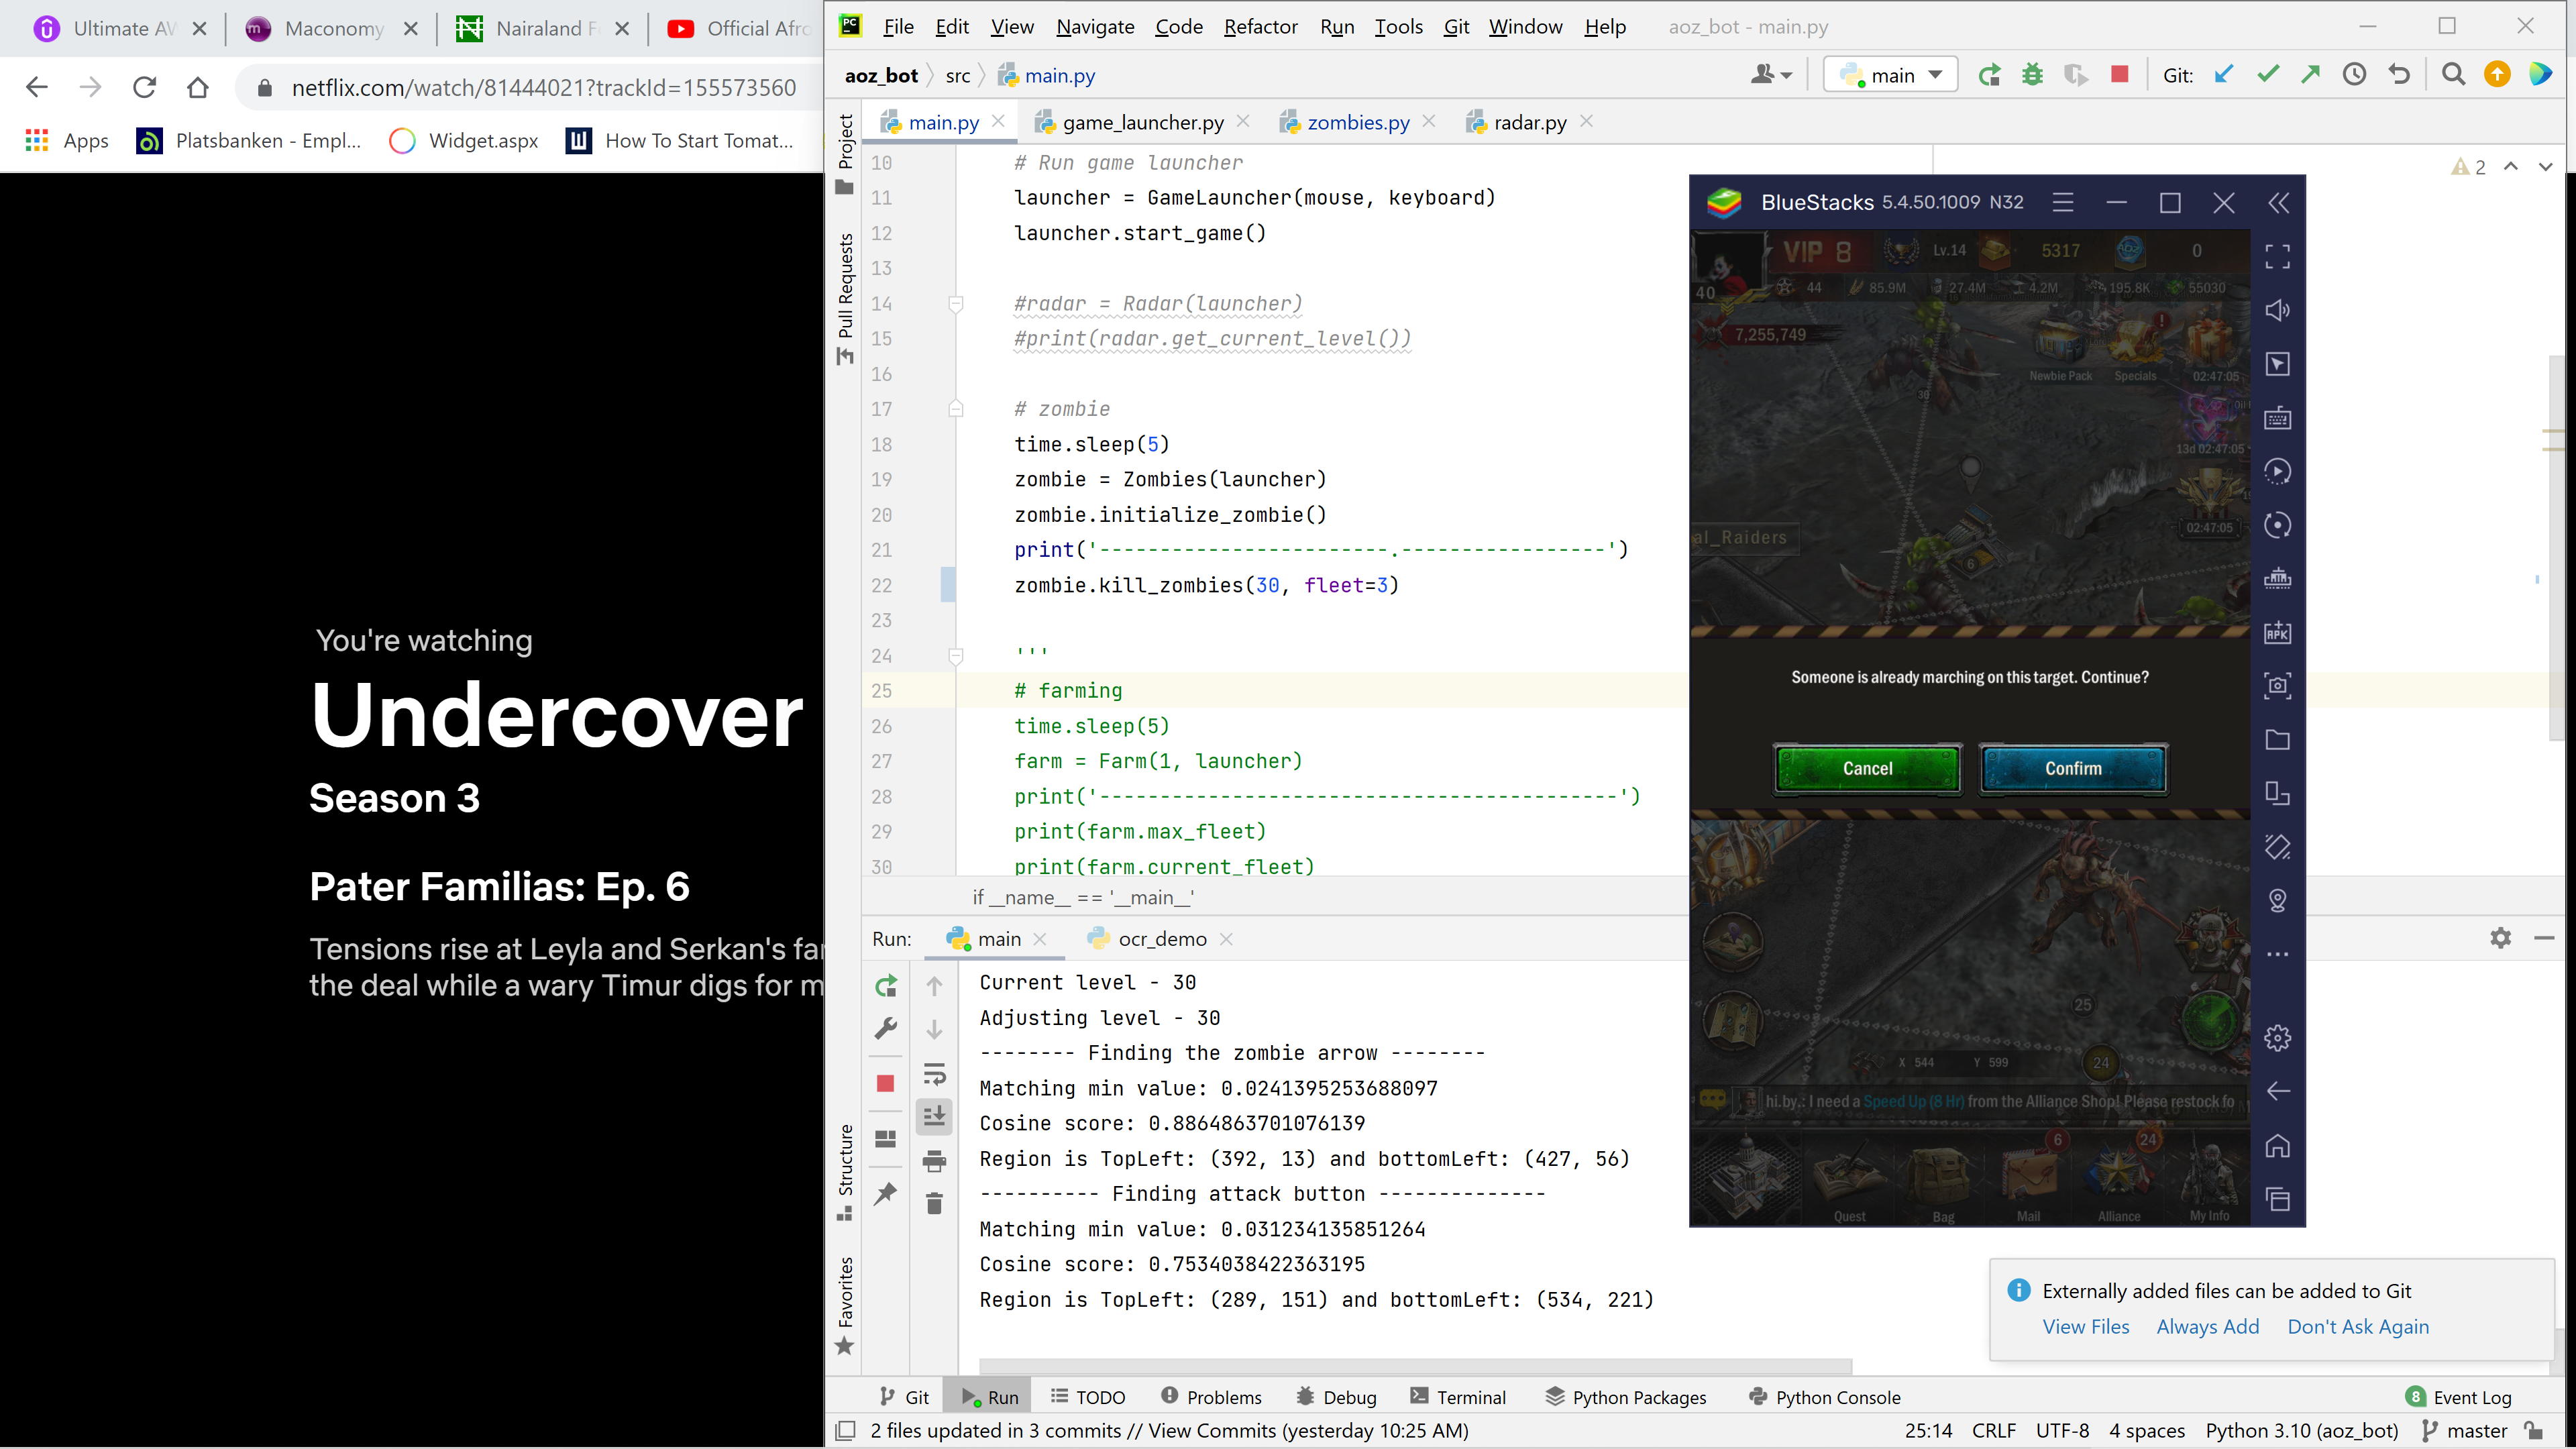 Ultimate AV
Maconomy
Nairaland F
Official Afro
netflix.com/watch/81444021?trackId=155573560
Apps
Platsbanken - Empl...
Widget.aspx
How To Start Tomat...
You're watching
Undercover
Season 3
Pater Familias: Ep. 6
Tensions rise at Leyla and Serkan's far
the deal while a wary Timur digs for m
File Edit View Navigate Code Refactor Run Tools Git Window Help aoz_bot - main.py
aoz_bot src main.py
main
Git:
main.py game_launcher.py zombies.py radar.py
Project
Pull Requests
Structure
Favorites
2
10 # Run game launcher
11 launcher = GameLauncher(mouse, keyboard)
12 launcher.start_game()
13
14 #radar = Radar(launcher)
15 #print(radar.get_current_level())
16
17 # zombie
18 time.sleep(5)
19 zombie = Zombies(launcher)
20 zombie.initialize_zombie()
21 print('------------------------.-----------------')
22 zombie.kill_zombies(30, fleet=3)
23
24 '''
25 # farming
26 time.sleep(5)
27 farm = Farm(1, launcher)
28 print('-------------------------------------------')
29 print(farm.max_fleet)
30 print(farm.current_fleet)
if __name__ == '__main__'
Run: main ocr_demo
Current level - 30
Adjusting level - 30
-------- Finding the zombie arrow --------
Matching min value: 0.0241395253688097
Cosine score: 0.8864863701076139
Region is TopLeft: (392, 13) and bottomLeft: (427, 56)
---------- Finding attack button --------------
Matching min value: 0.031234135851264
Cosine score: 0.7534038422363195
Region is TopLeft: (289, 151) and bottomLeft: (534, 221)
BlueStacks 5.4.50.1009 N32
VIP 8 Lv.14 5317 0
40 44 85.9M 27.4M 4.2M 195.8K 55030
7,255,749
Newbie Pack Specials 02:47:05
30
13d 02:47:05
02:47:05
al_Raiders
6
Someone is already marching on this target. Continue?
Cancel Confirm
25
X 544 Y 599 24
hi.by.: I need a Speed Up (8 Hr) from the Alliance Shop! Please restock fo
6 24
Quest Bag Mail Alliance My Info
APK
Externally added files can be added to Git
View Files Always Add Don't Ask Again
Git Run TODO Problems Debug Terminal Python Packages Python Console 8 Event Log
2 files updated in 3 commits // View Commits (yesterday 10:25 AM) 25:14 CRLF UTF-8 4 spaces Python 3.10 (aoz_bot) master